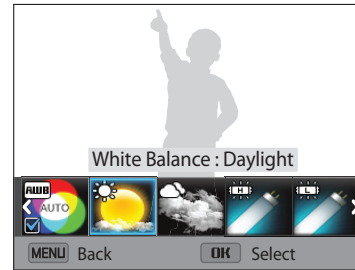 White Balance : Daylight
AWB
AUTO
H
L
MENU Back
OK Select